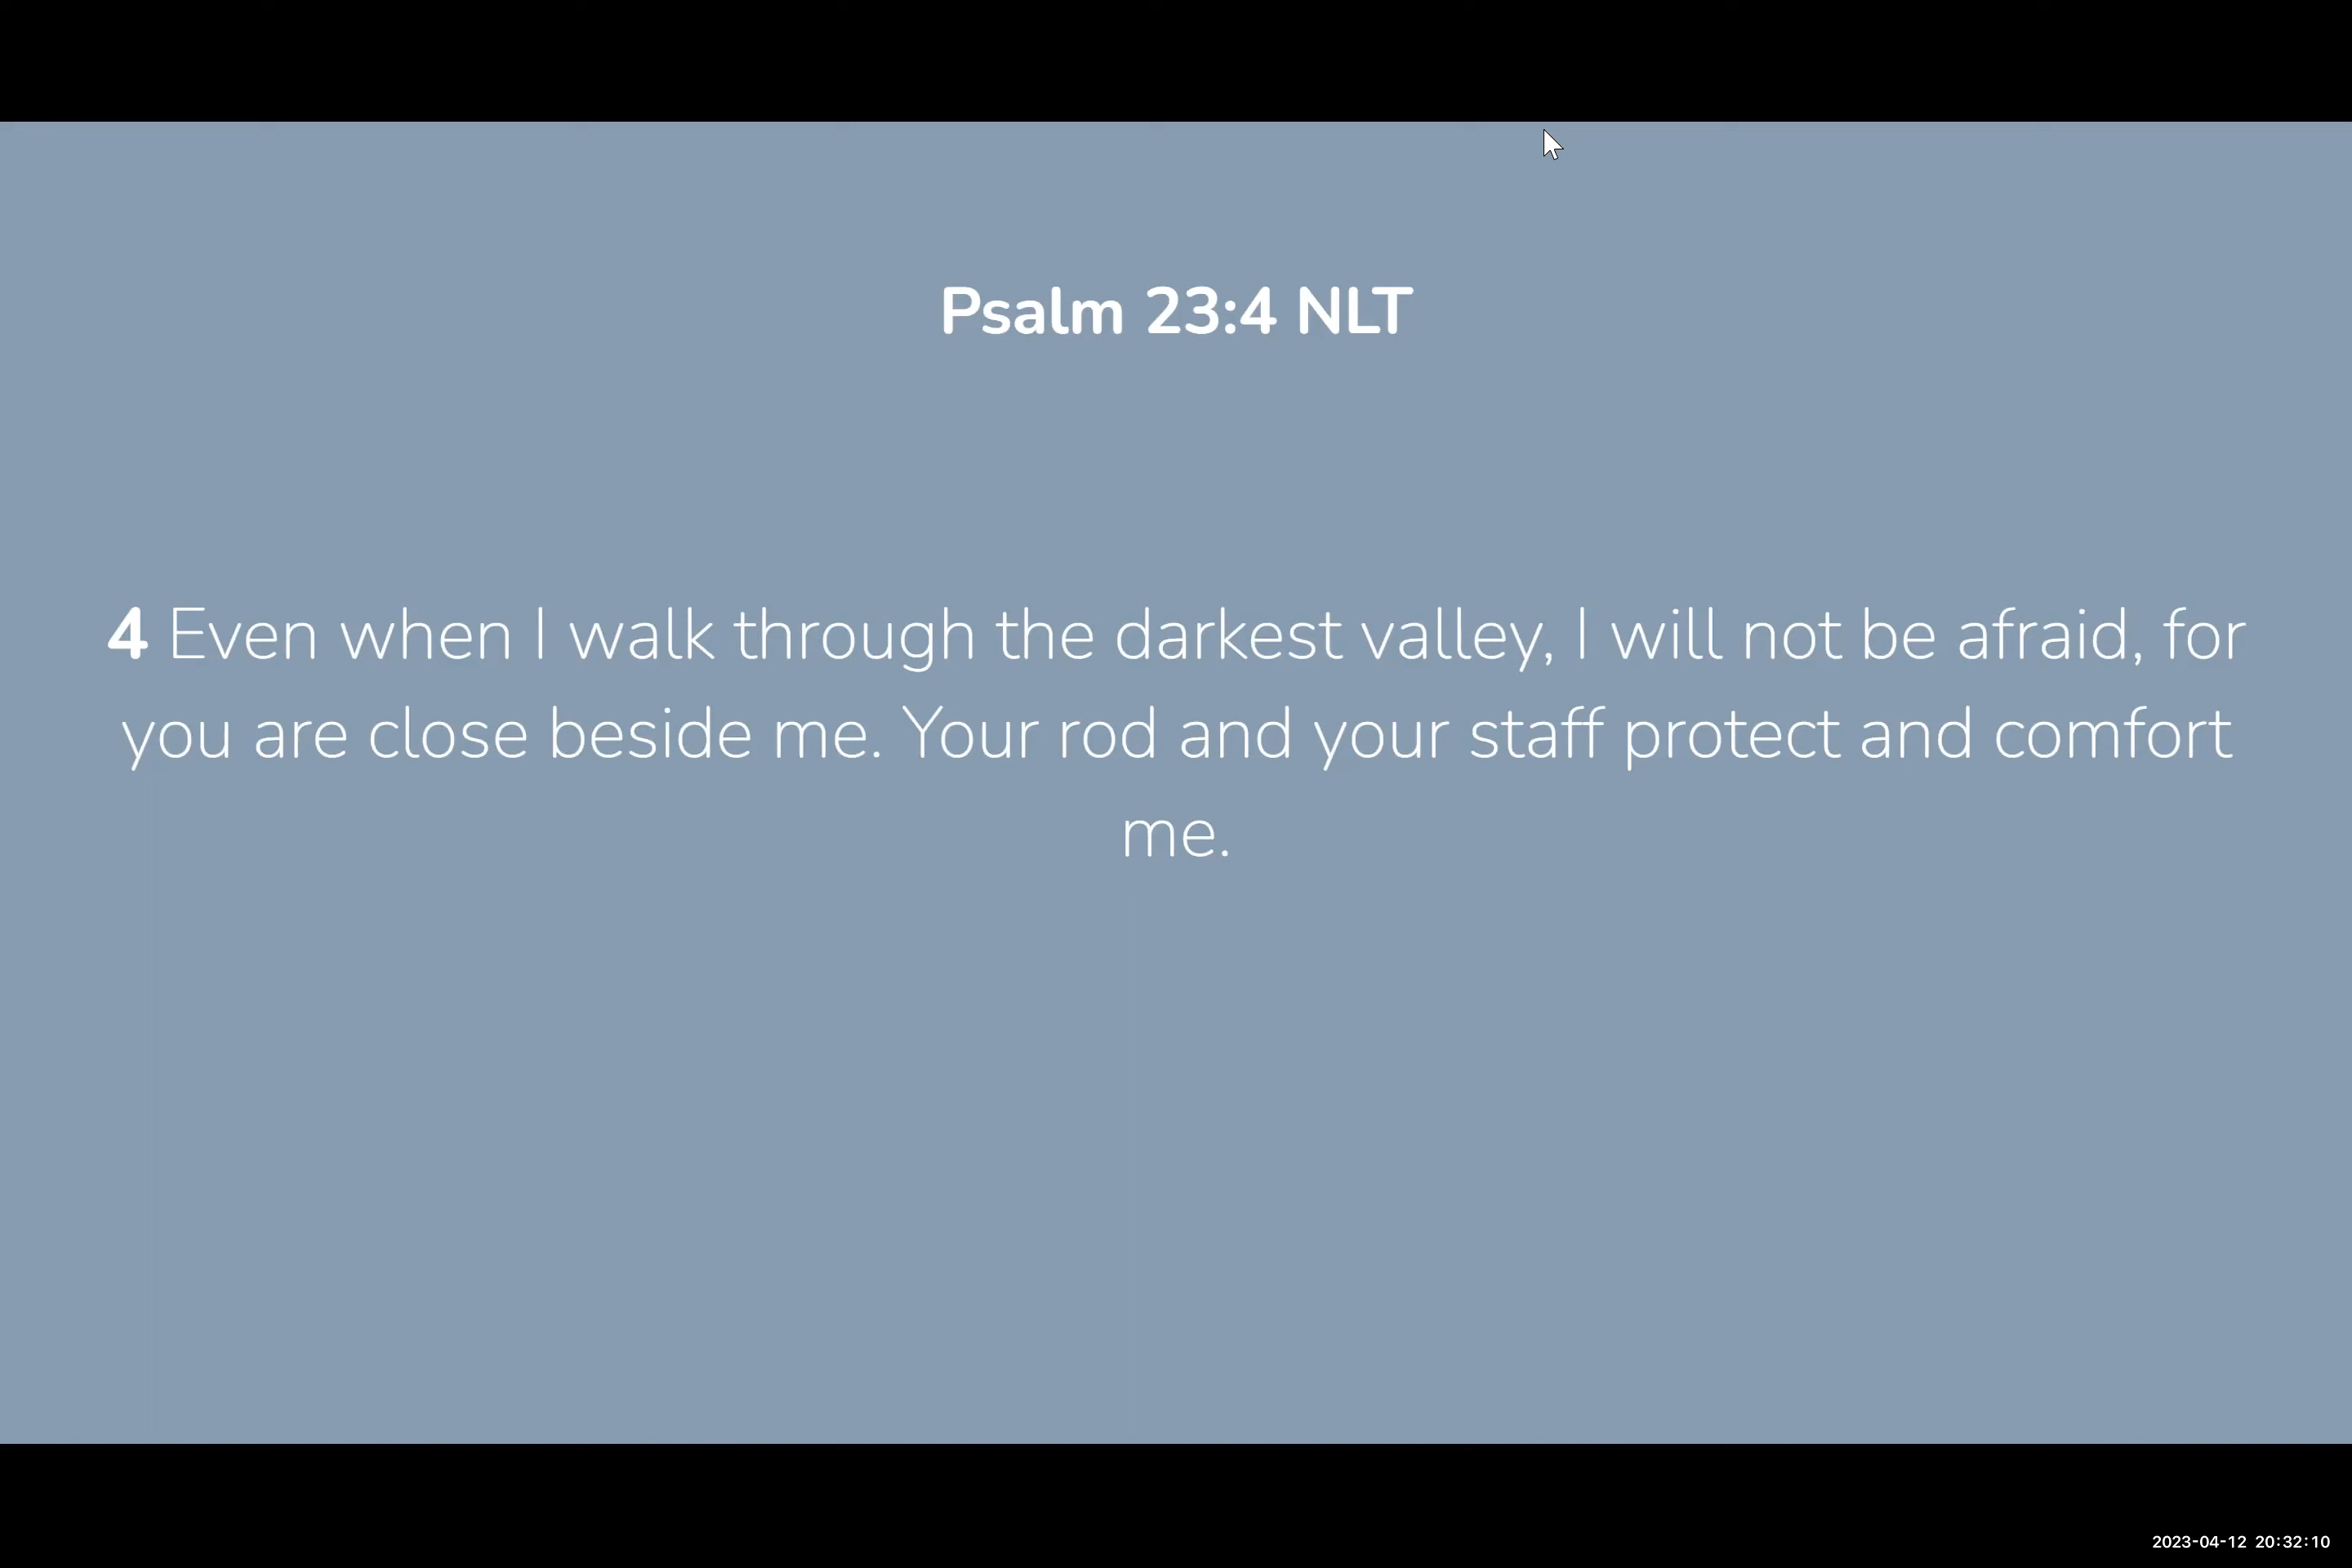 Psalm 23:4 NLT
4 Even when I walk through the darkest valley, I will not be afraid, for
you are close beside me. Your rod and your staff protect and comfort
me.
2023-04-12 20:32:10